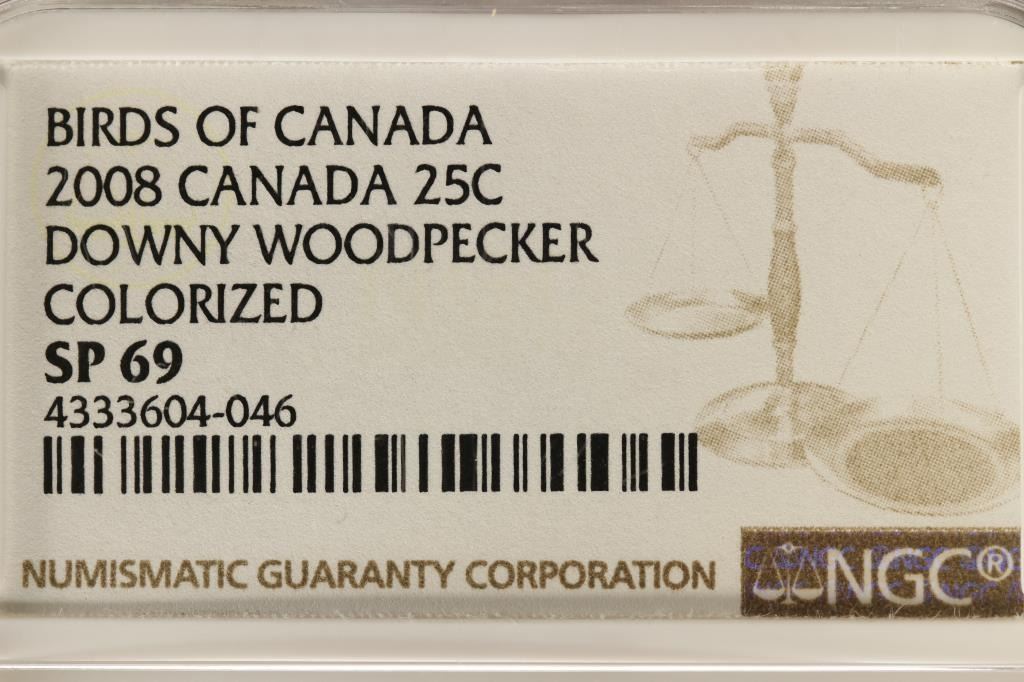 BIRDS OF CANADA
2008 CANADA 25C
DOWNY WOODPECKER
COLORIZED
SP 69
4333604-046
NUMISMATIC GUARANTY CORPORATION
NGC®